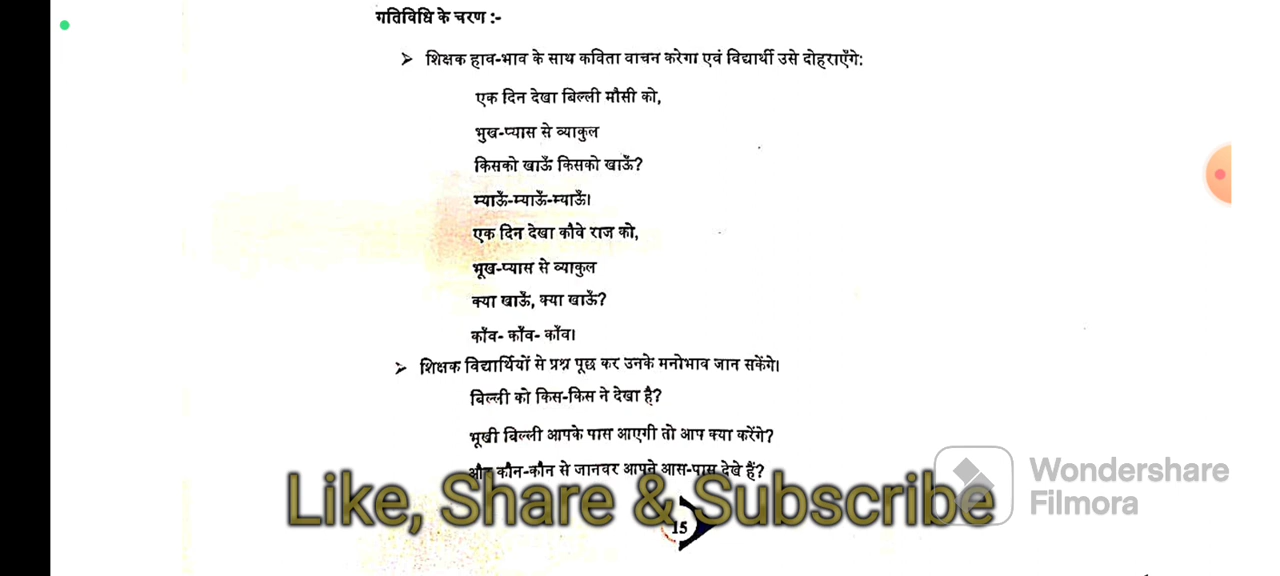 गतिविधि के चरण :-
➢ शिक्षक हाव-भाव के साथ कविता वाचन करेगा एवं विद्यार्थी उसे दोहराएँगे:
एक दिन देखा बिल्ली मौसी को,
भुख-प्यास से व्याकुल
किसको खाऊँ किसको खाऊँ?
म्याऊँ-म्याऊँ-म्याऊँ।
एक दिन देखा कौवे राज को,
भूख-प्यास से व्याकुल
क्या खाऊँ, क्या खाऊँ?
काँव- काँव- काँव।
➢ शिक्षक विद्यार्थियों से प्रश्न पूछ कर उनके मनोभाव जान सकेंगे।
बिल्ली को किस-किस ने देखा है?
भूखी बिल्ली आपके पास आएगी तो आप क्या करेंगे?
और कौन-कौन से जानवर आपने आस-पास देखे हैं?
Like, Share & Subscribe
15
Wondershare
Filmora